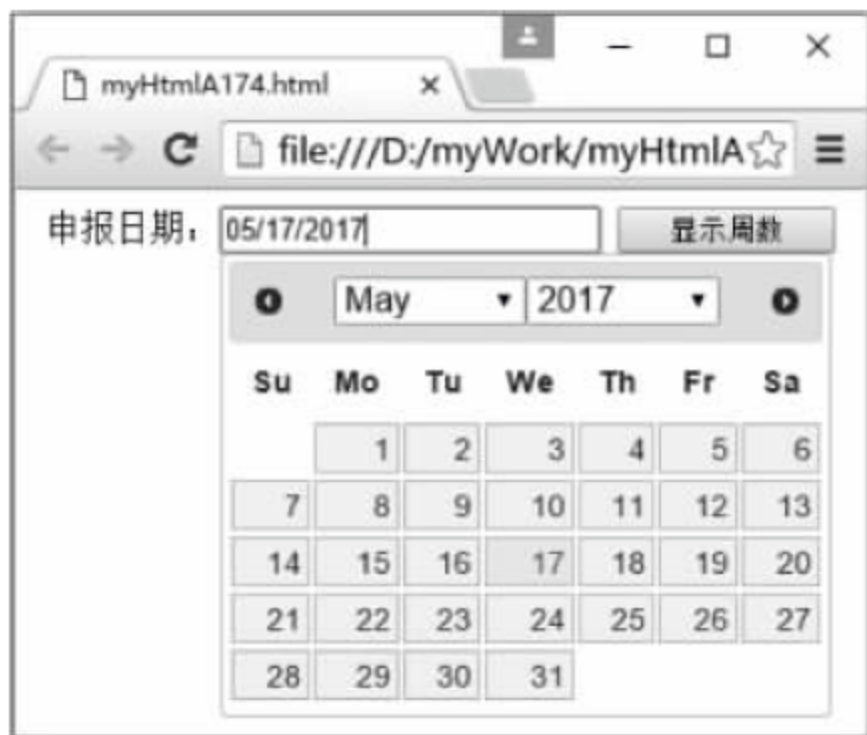 myHtmlA174.html
file:///D:/myWork/myHtmlA
申报日期： 05/17/2017 显示周数
May 2017
Su Mo Tu We Th Fr Sa
1 2 3 4 5 6
7 8 9 10 11 12 13
14 15 16 17 18 19 20
21 22 23 24 25 26 27
28 29 30 31